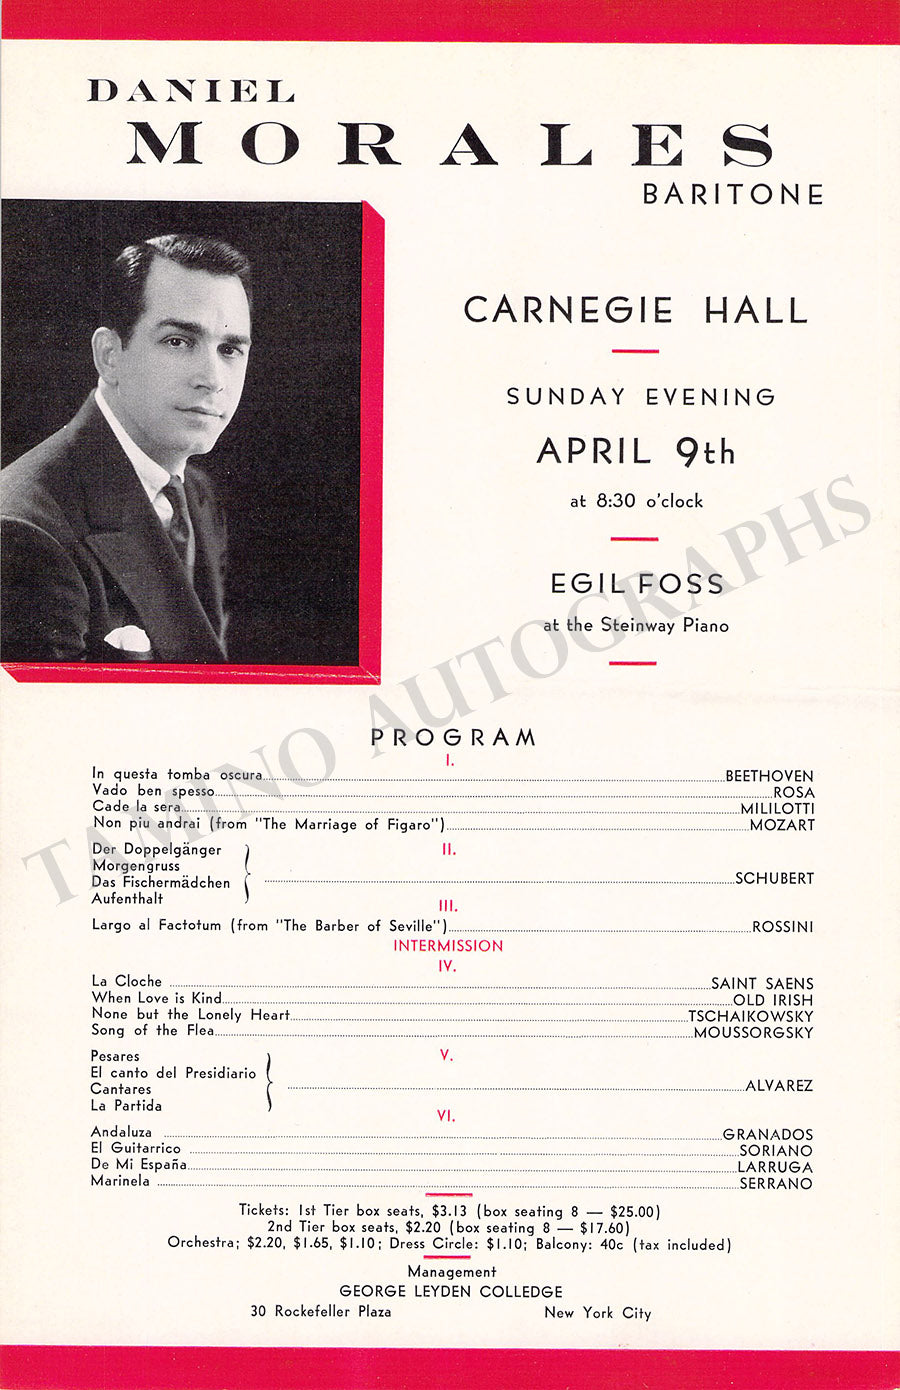 DANIEL
MORALES
BARITONE
CARNEGIE HALL
SUNDAY EVENING
APRIL 9th
at 8:30 o'clock
EGIL FOSS
at the Steinway Piano
TAMINO AUTOGRAPHS
PROGRAM
I.
In questa tomba oscura BEETHOVEN
Vado ben spesso ROSA
Cade la sera MILILOTTI
Non piu andrai (from "The Marriage of Figaro") MOZART
II.
Der Doppelgänger
Morgengruss
Das Fischermädchen SCHUBERT
Aufenthalt
III.
Largo al Factotum (from "The Barber of Seville") ROSSINI
INTERMISSION
IV.
La Cloche SAINT SAENS
When Love is Kind OLD IRISH
None but the Lonely Heart TSCHAIKOWSKY
Song of the Flea MOUSSORGSKY
V.
Pesares
El canto del Presidiario
Cantares ALVAREZ
La Partida
VI.
Andaluza GRANADOS
El Guitarrico SORIANO
De Mi España LARRUGA
Marinela SERRANO
Tickets: 1st Tier box seats, $3.13 (box seating 8 — $25.00)
2nd Tier box seats, $2.20 (box seating 8 — $17.60)
Orchestra; $2.20, $1.65, $1.10; Dress Circle: $1.10; Balcony: 40c (tax included)
Management
GEORGE LEYDEN COLLEDGE
30 Rockefeller Plaza New York City